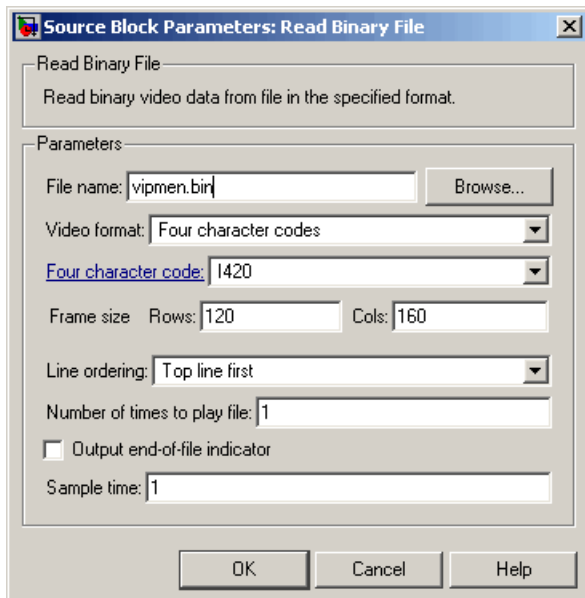 Source Block Parameters: Read Binary File
Read Binary File
Read binary video data from file in the specified format.
Parameters
File name: vipmen.bin Browse...
Video format: Four character codes
Four character code: I420
Frame size Rows: 120 Cols: 160
Line ordering: Top line first
Number of times to play file: 1
Output end-of-file indicator
Sample time: 1
OK Cancel Help